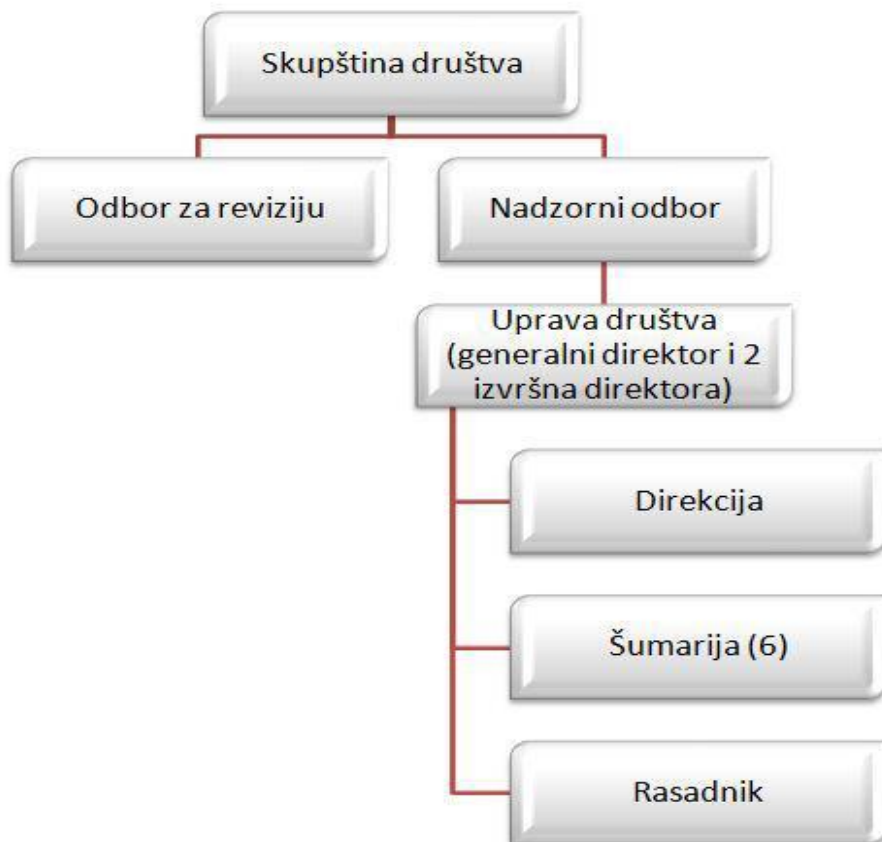 Skupština društva
Odbor za reviziju
Nadzorni odbor
Uprava društva
(generalni direktor i 2
izvršna direktora)
Direkcija
Šumarija (6)
Rasadnik